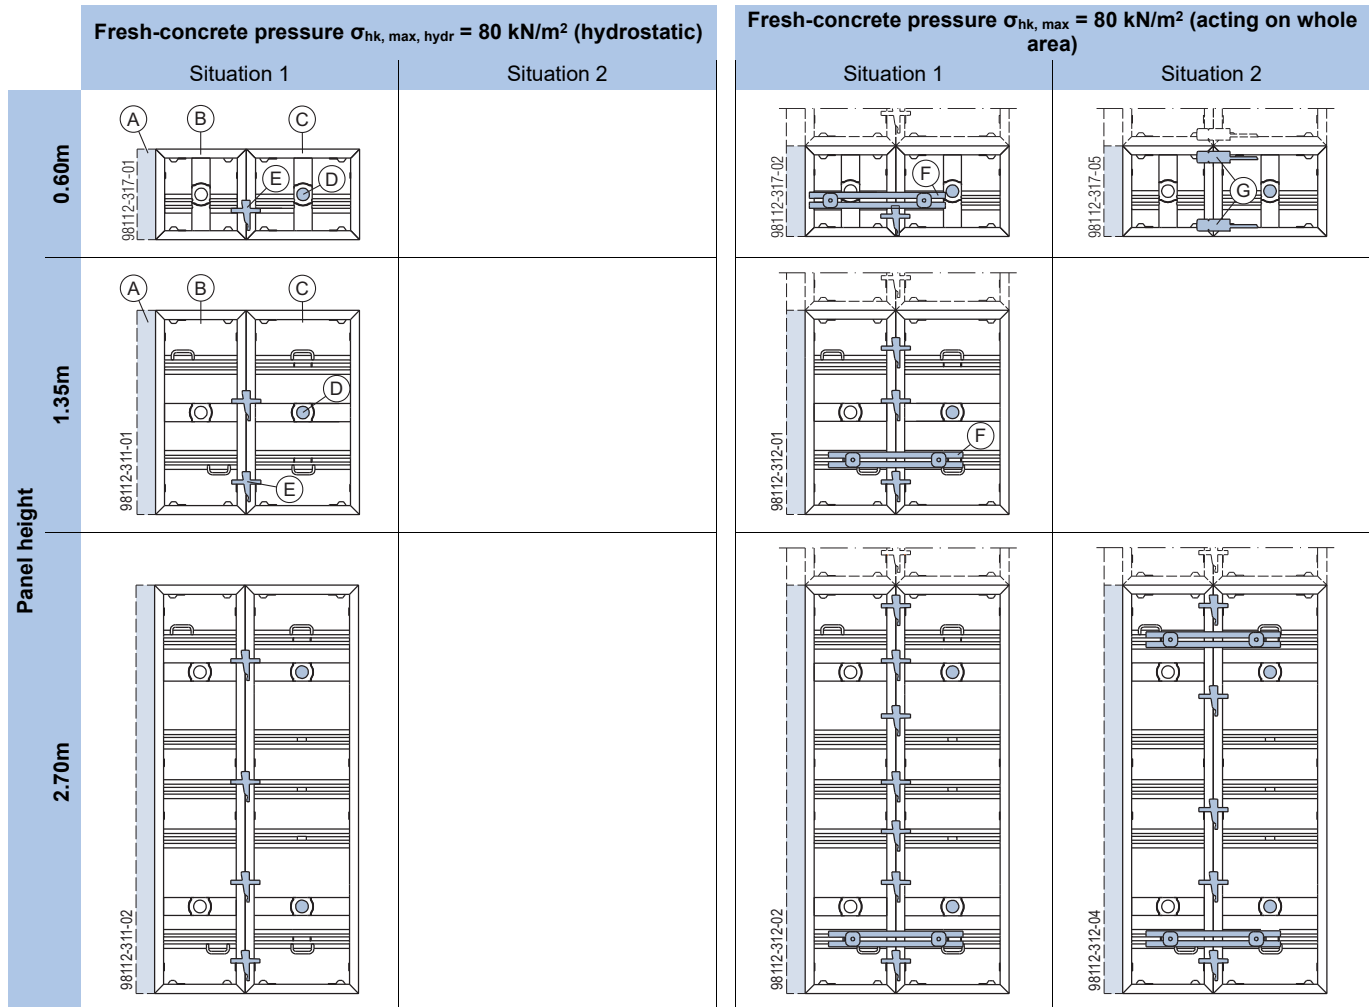 Fresh-concrete pressure σhk, max, hydr = 80 kN/m² (hydrostatic)
Fresh-concrete pressure σhk, max = 80 kN/m² (acting on whole
area)
Situation 1
Situation 2
Situation 1
Situation 2
Panel height
0.60m
A
B
C
D
E
98112-317-01
F
98112-317-02
G
98112-317-05
1.35m
A
B
C
D
E
98112-311-01
F
98112-312-01
2.70m
98112-311-02
98112-312-02
98112-312-04